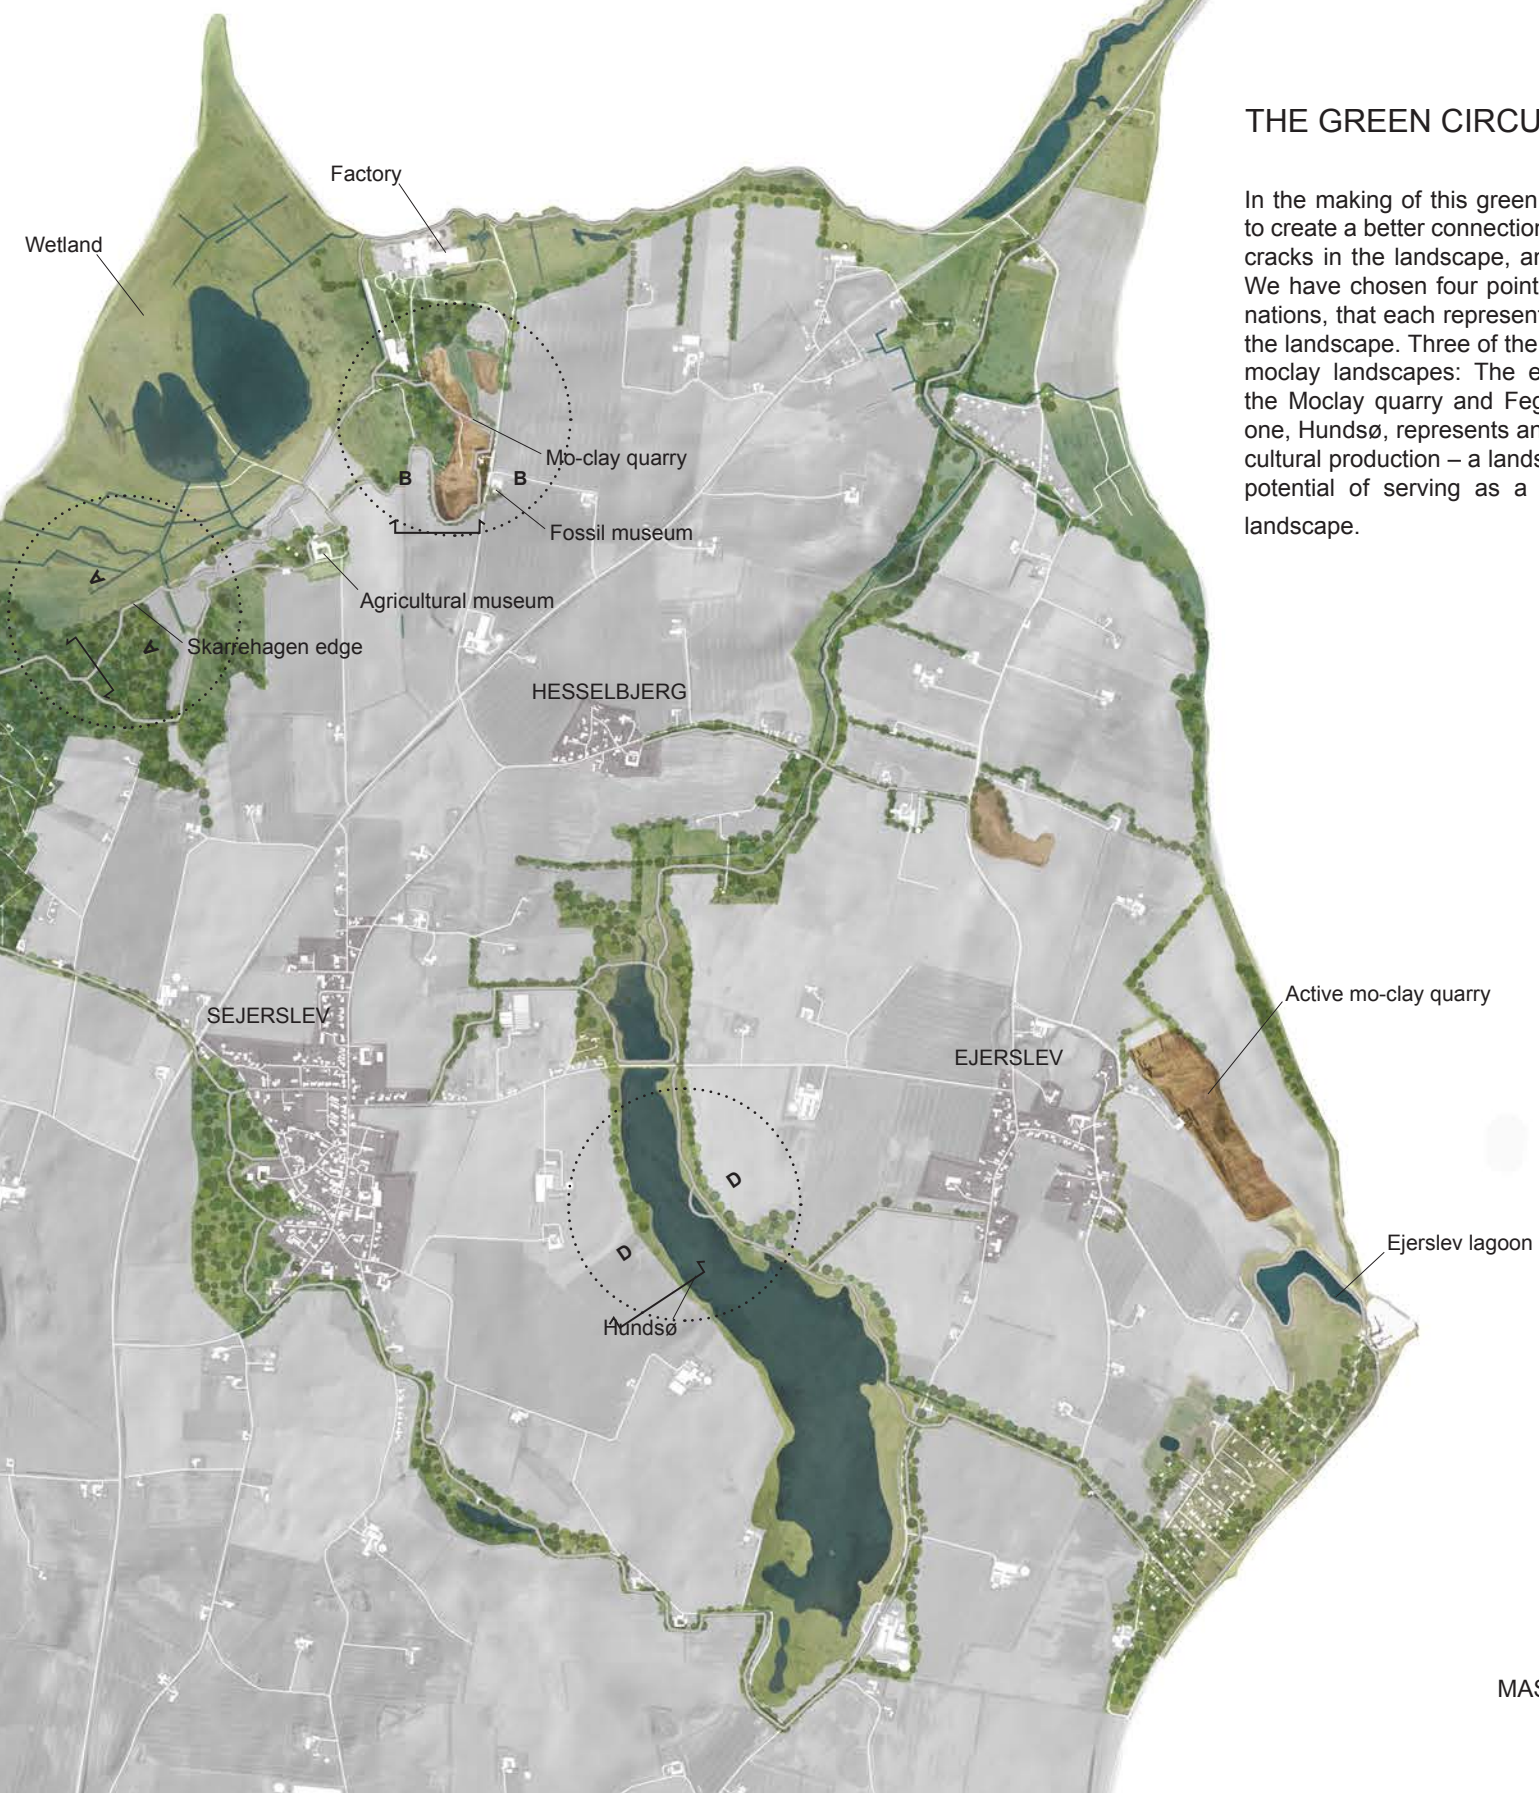 THE GREEN CIRCU
In the making of this green
to create a better connection
cracks in the landscape, an
We have chosen four point
nations, that each represent
the landscape. Three of the
moclay landscapes: The e
the Moclay quarry and Feg
one, Hundsø, represents an
cultural production – a lands
potential of serving as a
landscape.
Factory
Wetland
Mo-clay quarry
B
B
Fossil museum
A
Agricultural museum
Skarrehagen edge
A
HESSELBJERG
Active mo-clay quarry
SEJERSLEV
EJERSLEV
D
D
Ejerslev lagoon
Hundsø
MAS